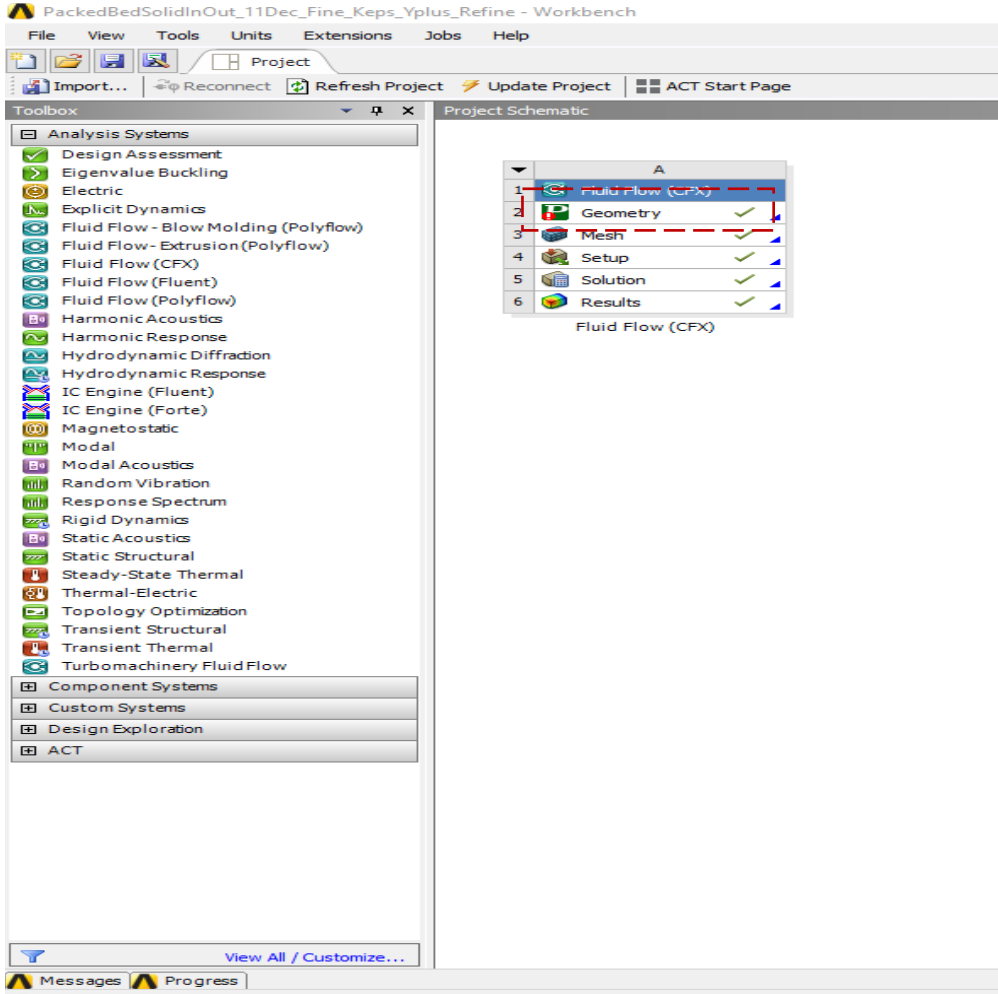 PackedBedSolidInOut_11Dec_Fine_Keps_Yplus_Refine - Workbench
File View Tools Units Extensions Jobs Help
Project
Import... Reconnect Refresh Project Update Project ACT Start Page
Toolbox
Project Schematic
Analysis Systems
Design Assessment
Eigenvalue Buckling
Electric
Explicit Dynamics
Fluid Flow - Blow Molding (Polyflow)
Fluid Flow - Extrusion (Polyflow)
Fluid Flow (CFX)
Fluid Flow (Fluent)
Fluid Flow (Polyflow)
Harmonic Acoustics
Harmonic Response
Hydrodynamic Diffraction
Hydrodynamic Response
IC Engine (Fluent)
IC Engine (Forte)
Magnetostatic
Modal
Modal Acoustics
Random Vibration
Response Spectrum
Rigid Dynamics
Static Acoustics
Static Structural
Steady-State Thermal
Thermal-Electric
Topology Optimization
Transient Structural
Transient Thermal
Turbomachinery Fluid Flow
Component Systems
Custom Systems
Design Exploration
ACT
View All / Customize...
A
1 Fluid Flow (CFX)
2 Geometry
3 Mesh
4 Setup
5 Solution
6 Results
Fluid Flow (CFX)
Messages Progress